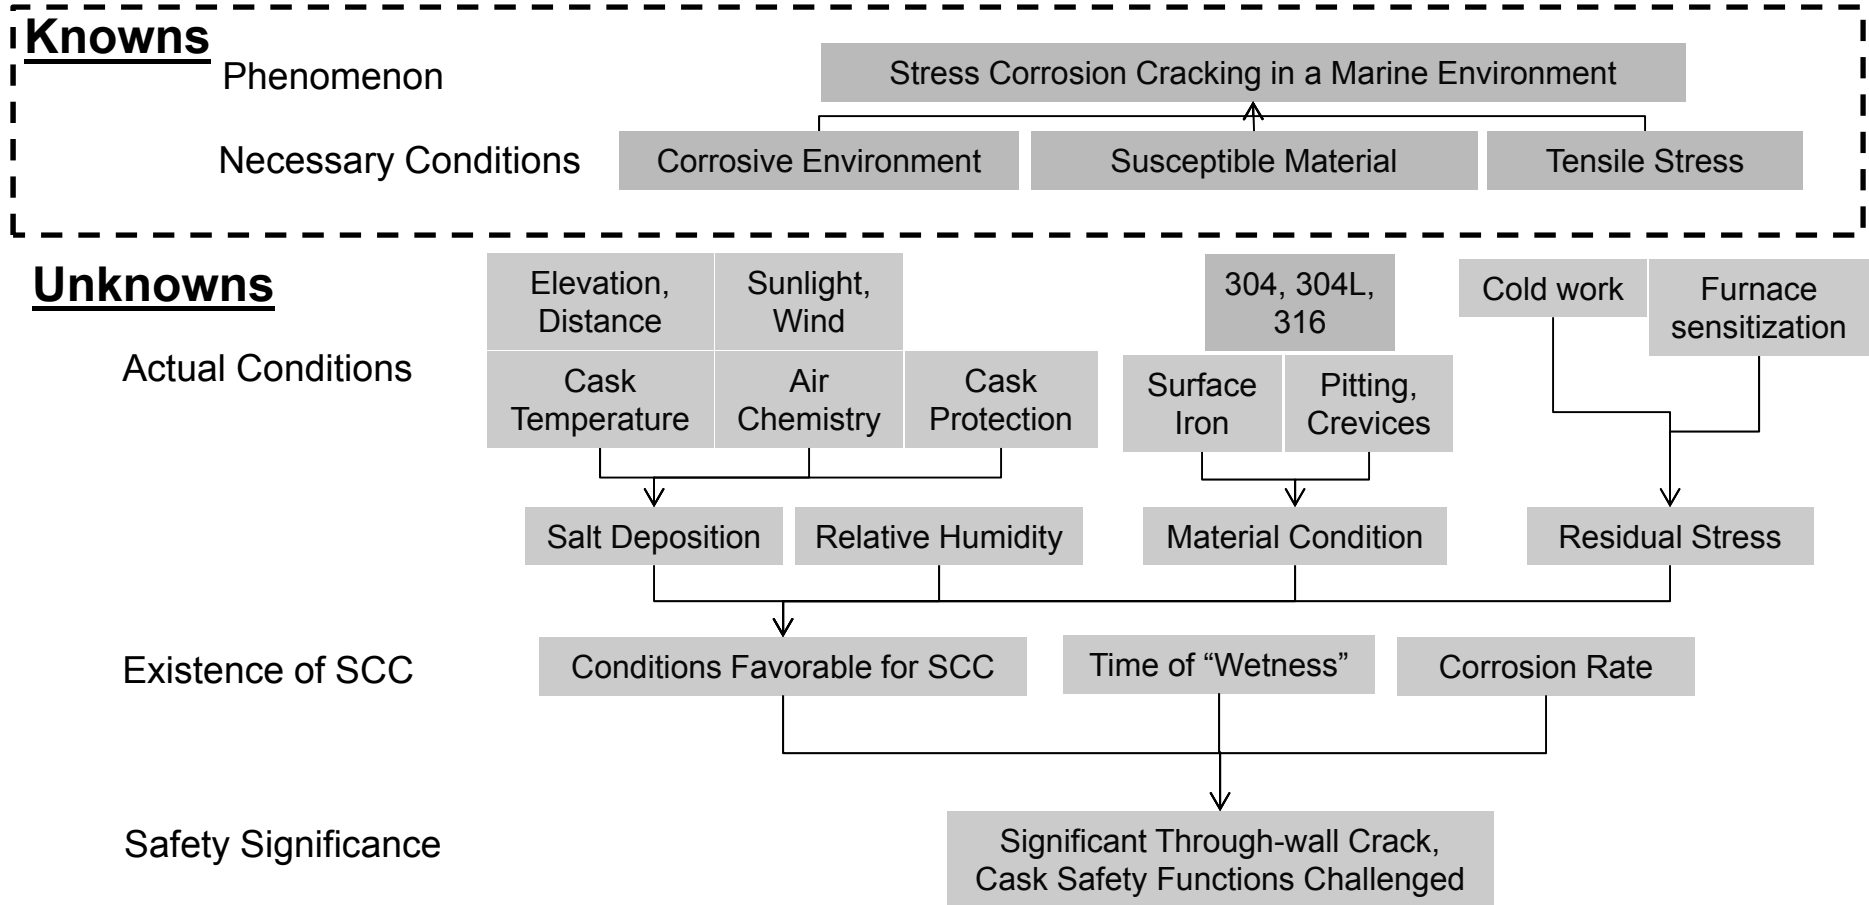 Knowns
Phenomenon
Stress Corrosion Cracking in a Marine Environment
Necessary Conditions
Corrosive Environment
Susceptible Material
Tensile Stress
Unknowns
Actual Conditions
Elevation,
Distance
Sunlight,
Wind
304, 304L,
316
Cold work
Furnace
sensitization
Cask
Temperature
Air
Chemistry
Cask
Protection
Surface
Iron
Pitting,
Crevices
Salt Deposition
Relative Humidity
Material Condition
Residual Stress
Existence of SCC
Conditions Favorable for SCC
Time of “Wetness”
Corrosion Rate
Safety Significance
Significant Through-wall Crack,
Cask Safety Functions Challenged